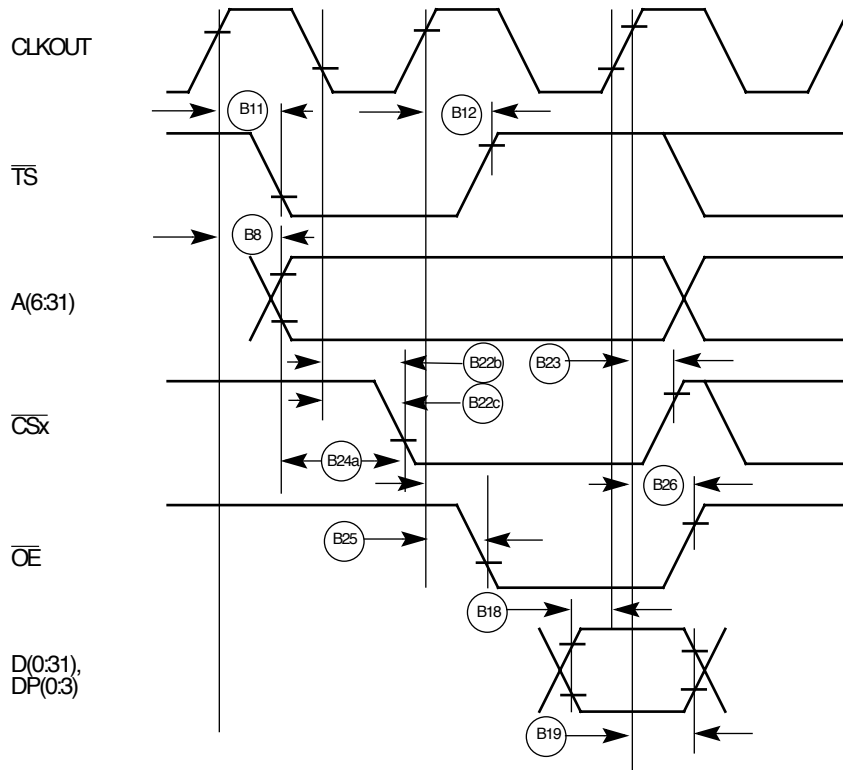 CLKOUT
B11
B12
TS
B8
A(6:31)
B22b
B23
B22c
CSx
B24a
B26
B25
OE
B18
D(0:31),
DP(0:3)
B19